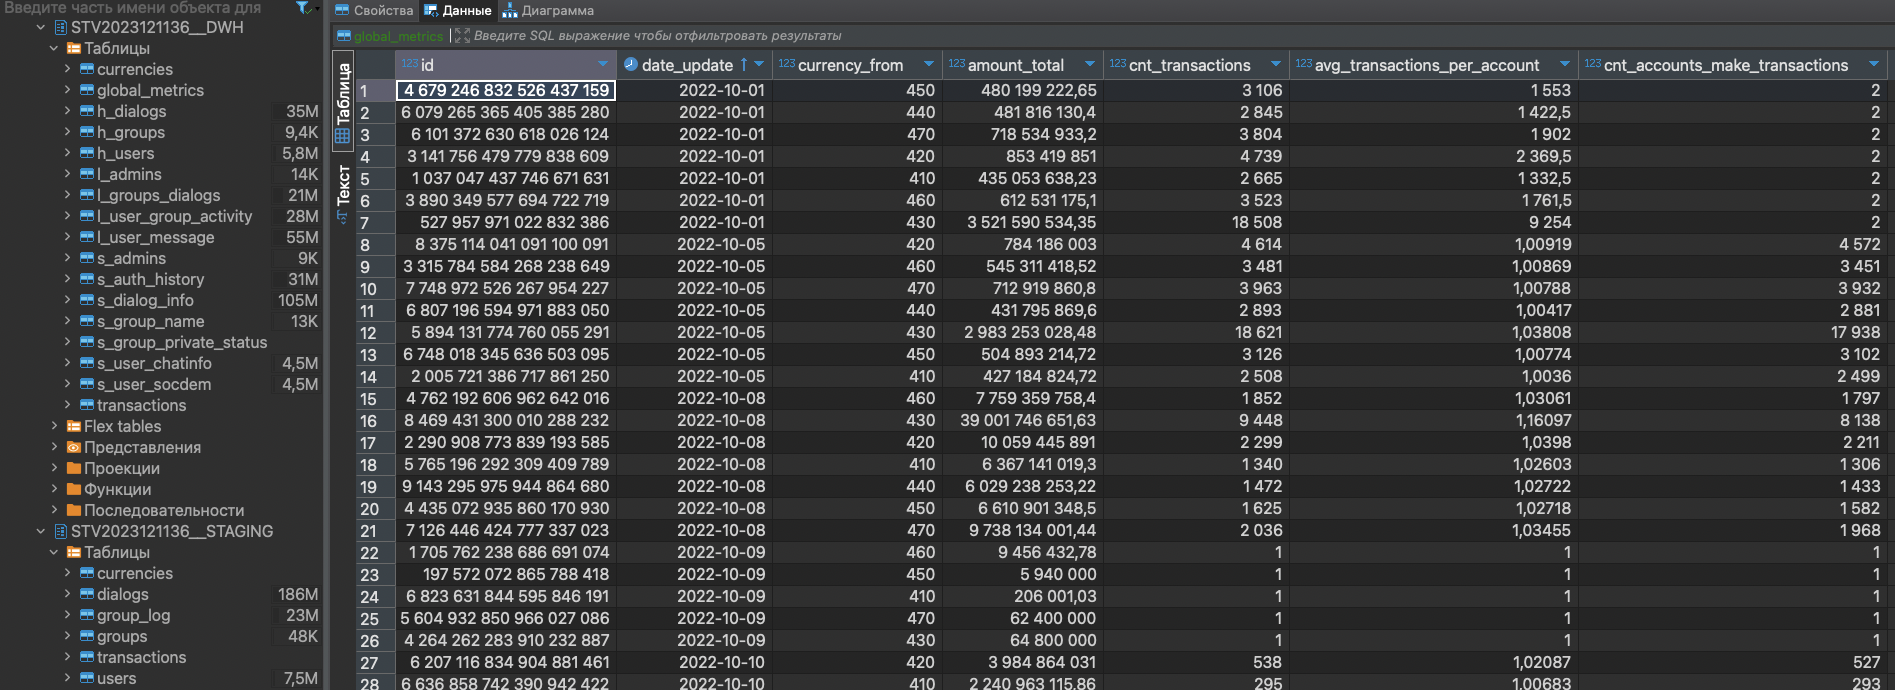 Введите часть имени объекта для
STV2023121136__DWH
Таблицы
currencies
global_metrics
h_dialogs 35M
h_groups 9,4K
h_users 5,8M
l_admins 14K
l_groups_dialogs 21M
l_user_group_activity 28M
l_user_message 55M
s_admins 9K
s_auth_history 31M
s_dialog_info 105M
s_group_name 13K
s_group_private_status
s_user_chatinfo 4,5M
s_user_socdem 4,5M
transactions
Flex tables
Представления
Проекции
Функции
Последовательности
STV2023121136__STAGING
Таблицы
currencies
dialogs 186M
group_log 23M
groups 48K
transactions
users 7,5M
Свойства Данные Диаграмма
global_metrics Введите SQL выражение чтобы отфильтровать результаты
Таблица
Текст
123 id date_update 123 currency_from 123 amount_total 123 cnt_transactions 123 avg_transactions_per_account 123 cnt_accounts_make_transactions
1 4 679 246 832 526 437 159 2022-10-01 450 480 199 222,65 3 106 1 553 2
2 6 079 265 365 405 385 280 2022-10-01 440 481 816 130,4 2 845 1 422,5 2
3 6 101 372 630 618 026 124 2022-10-01 470 718 534 933,2 3 804 1 902 2
4 3 141 756 479 779 838 609 2022-10-01 420 853 419 851 4 739 2 369,5 2
5 1 037 047 437 746 671 631 2022-10-01 410 435 053 638,23 2 665 1 332,5 2
6 3 890 349 577 694 722 719 2022-10-01 460 612 531 175,1 3 523 1 761,5 2
7 527 957 971 022 832 386 2022-10-01 430 3 521 590 534,35 18 508 9 254 2
8 8 375 114 041 091 100 091 2022-10-05 420 784 186 003 4 614 1,00919 4 572
9 3 315 784 584 268 238 649 2022-10-05 460 545 311 418,52 3 481 1,00869 3 451
10 7 748 972 526 267 954 227 2022-10-05 470 712 919 860,8 3 963 1,00788 3 932
11 6 807 196 594 971 883 050 2022-10-05 440 431 795 869,6 2 893 1,00417 2 881
12 5 894 131 774 760 055 291 2022-10-05 430 2 983 253 028,48 18 621 1,03808 17 938
13 6 748 018 345 636 503 095 2022-10-05 450 504 893 214,72 3 126 1,00774 3 102
14 2 005 721 386 717 861 250 2022-10-05 410 427 184 824,72 2 508 1,0036 2 499
15 4 762 192 606 962 642 016 2022-10-08 460 7 759 359 758,4 1 852 1,03061 1 797
16 8 469 431 300 010 288 232 2022-10-08 430 39 001 746 651,63 9 448 1,16097 8 138
17 2 290 908 773 839 193 585 2022-10-08 420 10 059 445 891 2 299 1,0398 2 211
18 5 765 196 292 309 409 789 2022-10-08 410 6 367 141 019,3 1 340 1,02603 1 306
19 9 143 295 975 944 864 680 2022-10-08 440 6 029 238 253,22 1 472 1,02722 1 433
20 4 435 072 935 860 170 930 2022-10-08 450 6 610 901 348,5 1 625 1,02718 1 582
21 7 126 446 424 777 337 023 2022-10-08 470 9 738 134 001,44 2 036 1,03455 1 968
22 1 705 762 238 686 691 074 2022-10-09 460 9 456 432,78 1 1 1
23 197 572 072 865 788 418 2022-10-09 450 5 940 000 1 1 1
24 6 823 631 844 595 846 191 2022-10-09 410 206 001,03 1 1 1
25 5 604 932 850 966 027 086 2022-10-09 470 62 400 000 1 1 1
26 4 264 262 283 910 232 887 2022-10-09 430 64 800 000 1 1 1
27 6 207 116 834 904 881 461 2022-10-10 420 3 984 864 031 538 1,02087 527
28 6 636 858 742 390 942 422 2022-10-10 410 2 240 963 115,86 295 1,00683 293